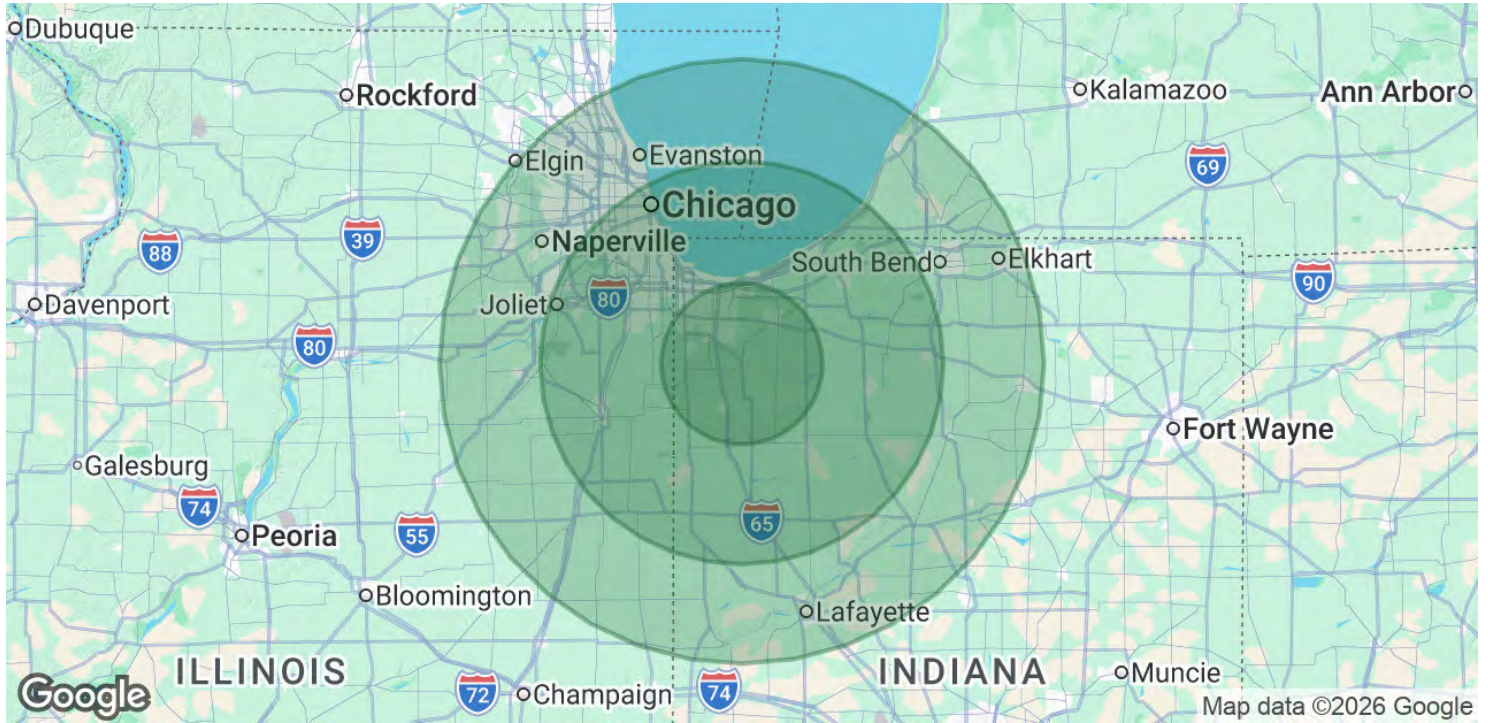 Dubuque
Rockford
Kalamazoo
Ann Arbor
Elgin
Evanston
69
Chicago
88
39
Naperville
South Bend
Elkhart
90
Davenport
Joliet
80
80
Fort Wayne
Galesburg
74
Peoria
55
65
Bloomington
Lafayette
ILLINOIS
INDIANA
Muncie
72
Champaign
74
Google
Map data ©2026 Google